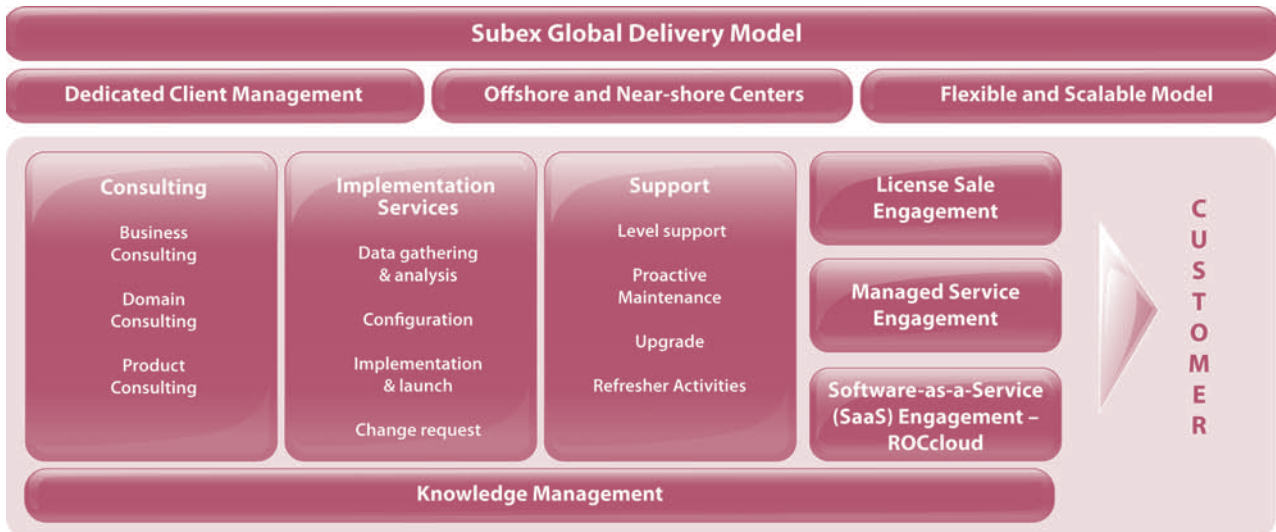 Subex Global Delivery Model
Dedicated Client Management
Offshore and Near-shore Centers
Flexible and Scalable Model
Consulting
Business
Consulting
Domain
Consulting
Product
Consulting
Implementation
Services
Data gathering
& analysis
Configuration
Implementation
& launch
Change request
Support
Level support
Proactive
Maintenance
Upgrade
Refresher Activities
License Sale
Engagement
Managed Service
Engagement
Software-as-a-Service
(SaaS) Engagement –
ROCcloud
CUSTOMER
Knowledge Management